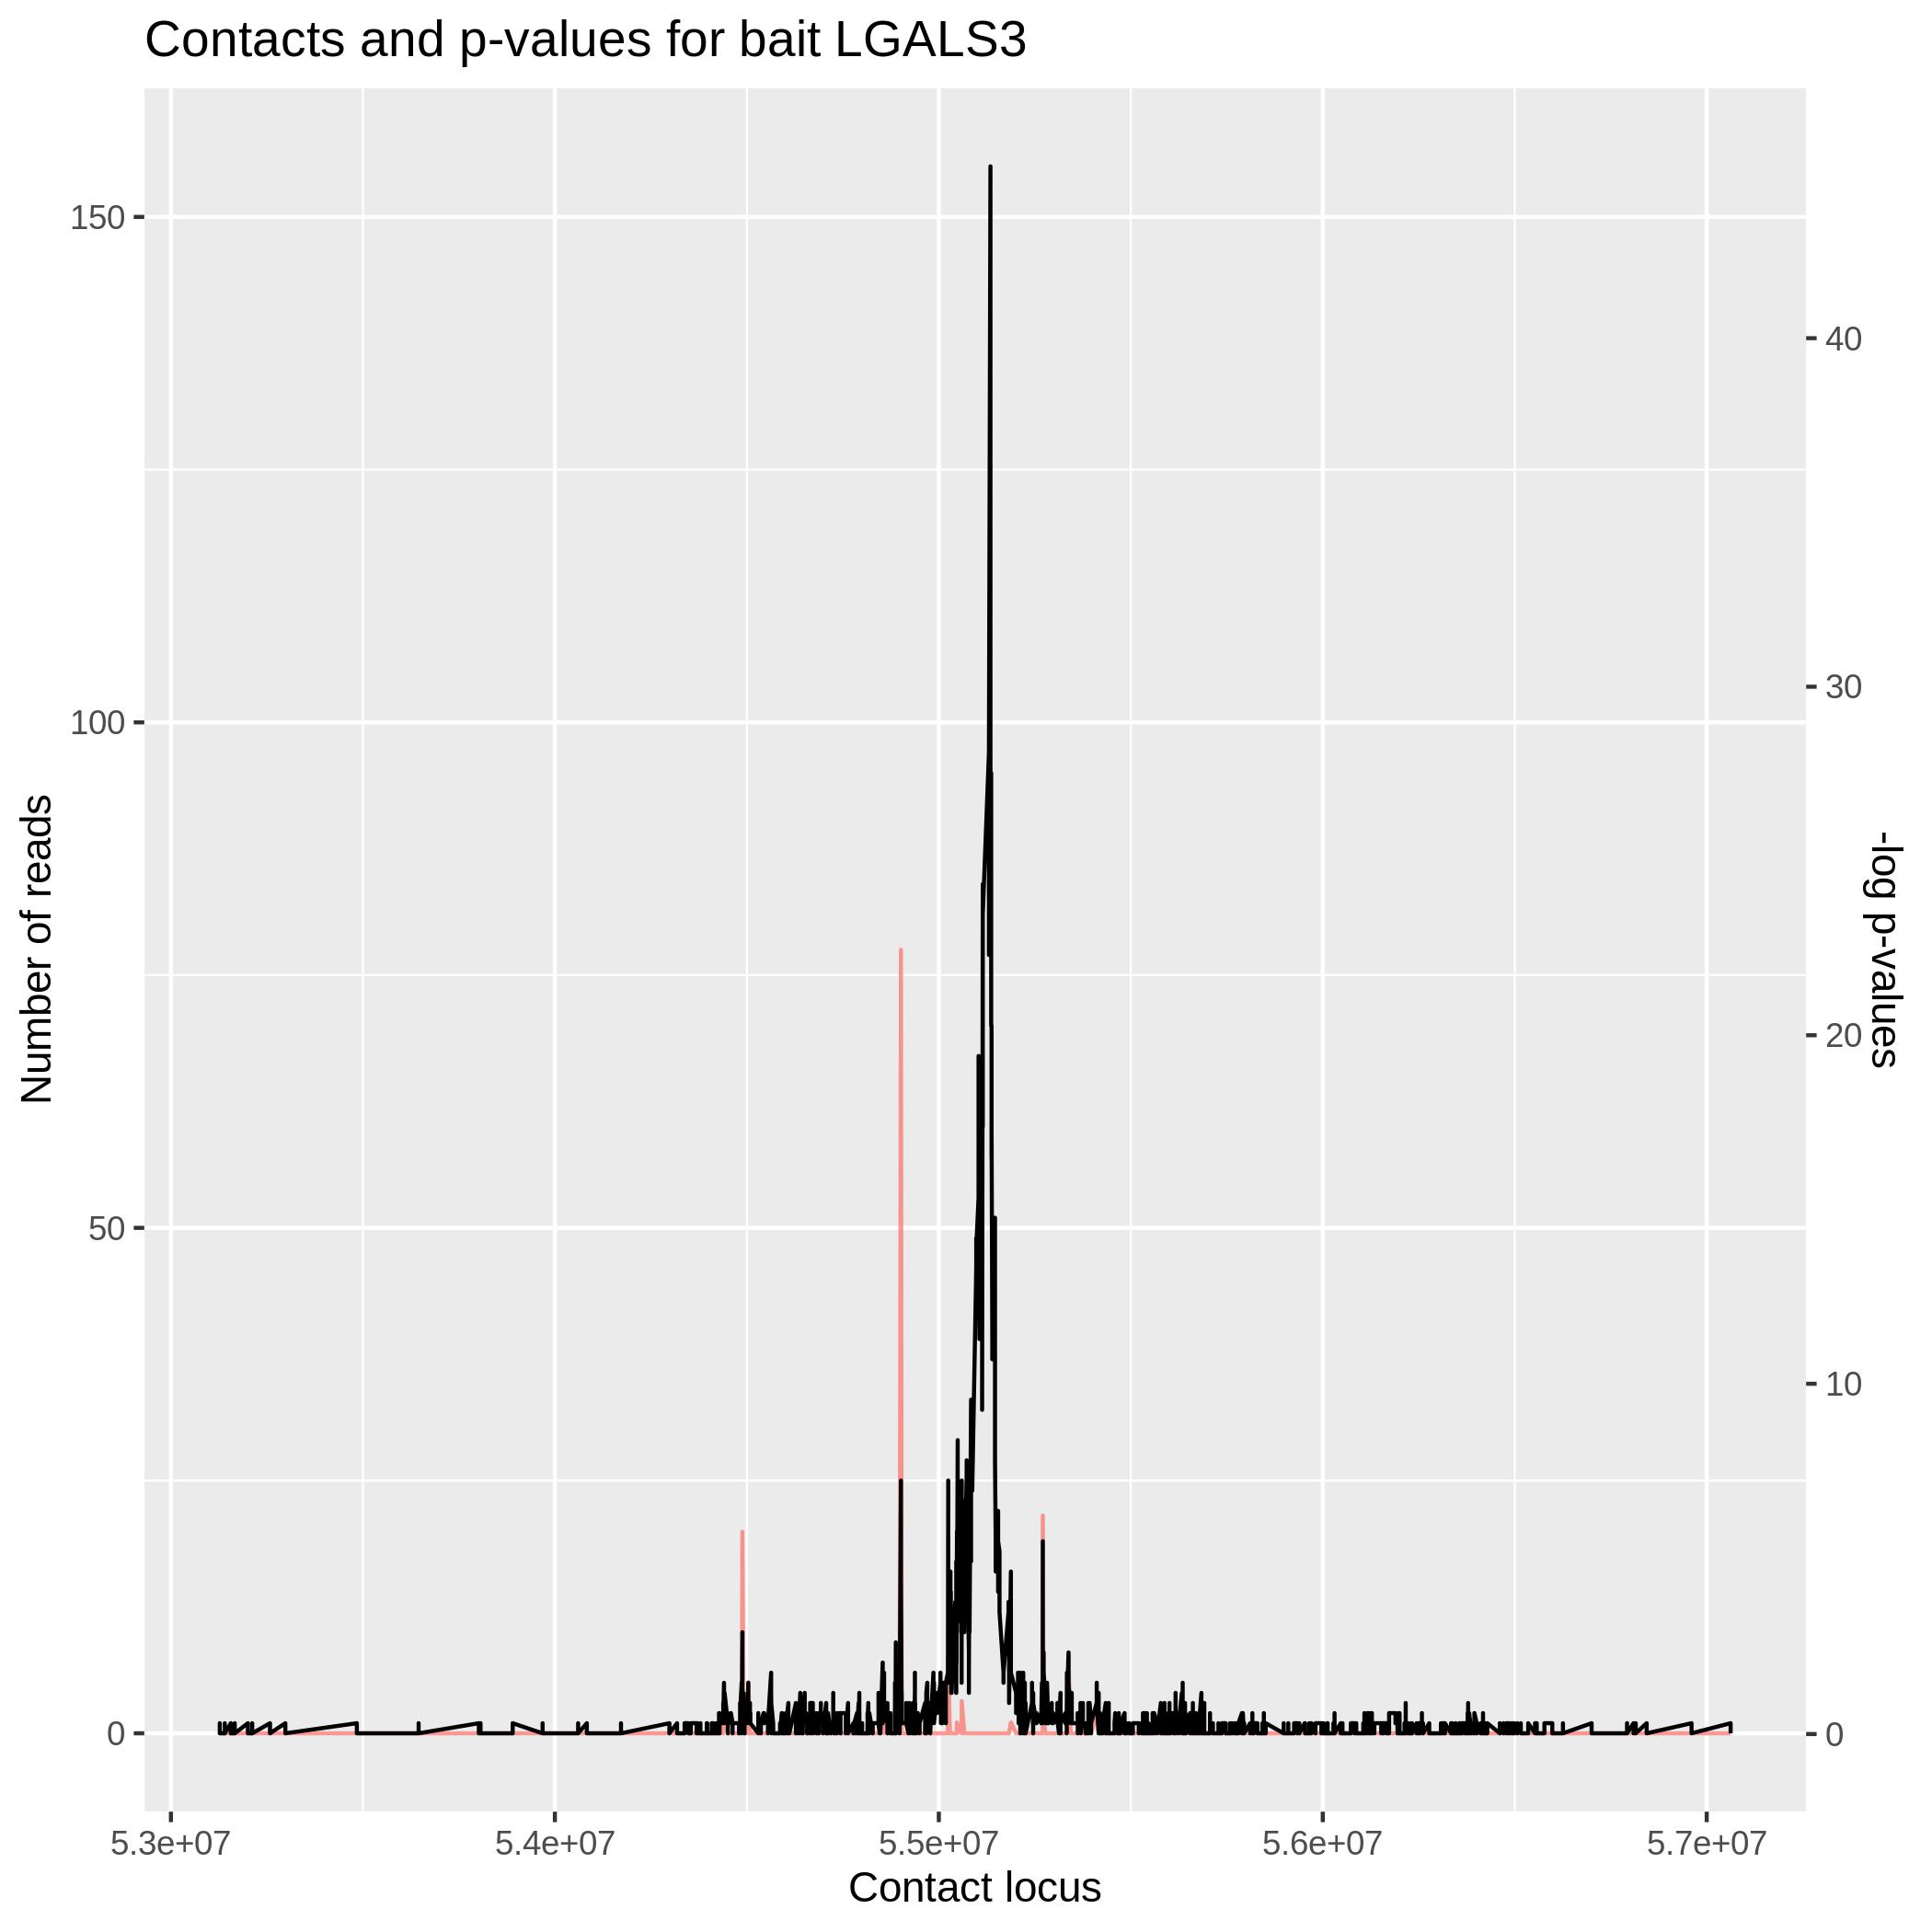 Contacts and p-values for bait LGALS3
150
100
50
0
Number of reads
40
30
20
10
0
-log p-values
5.3e+07 5.4e+07 5.5e+07 5.6e+07 5.7e+07
Contact locus